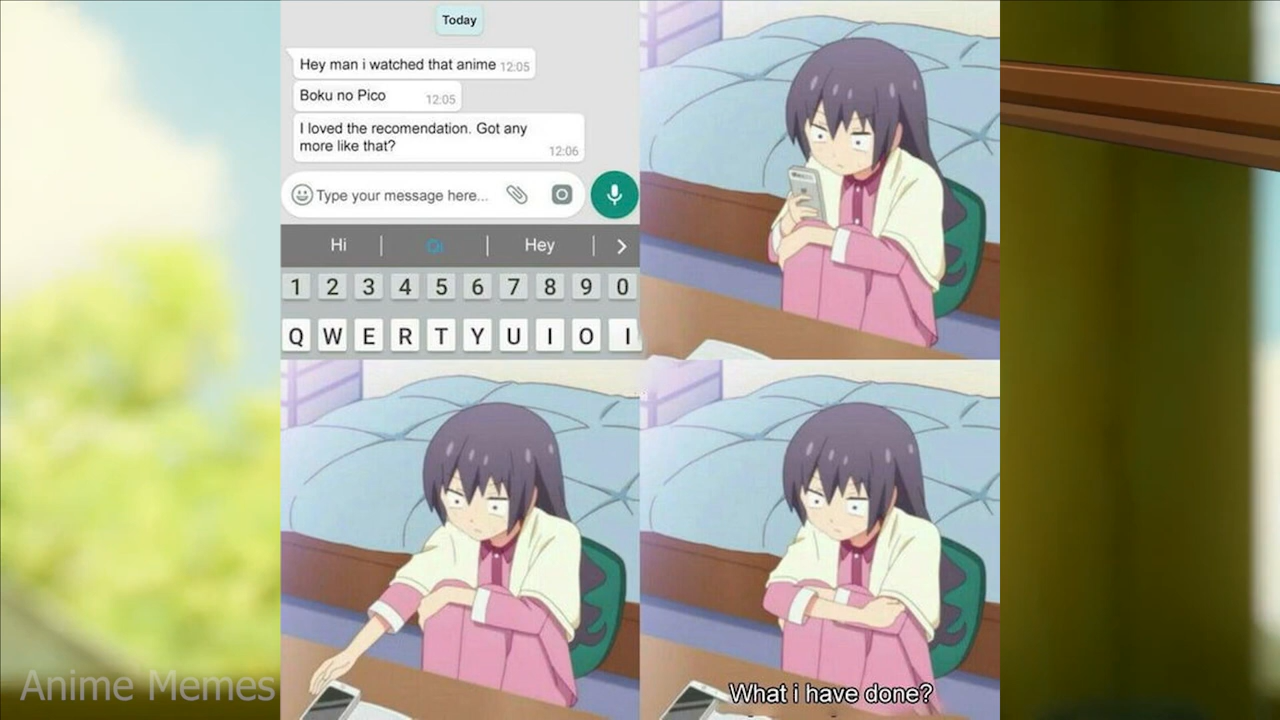 Today
Hey man i watched that anime 12:05
Boku no Pico 12:05
I loved the recomendation. Got any
more like that? 12:06
Type your message here...
Hi Oi Hey
1 2 3 4 5 6 7 8 9 0
Q W E R T Y U I O
What i have done?
Anime Memes